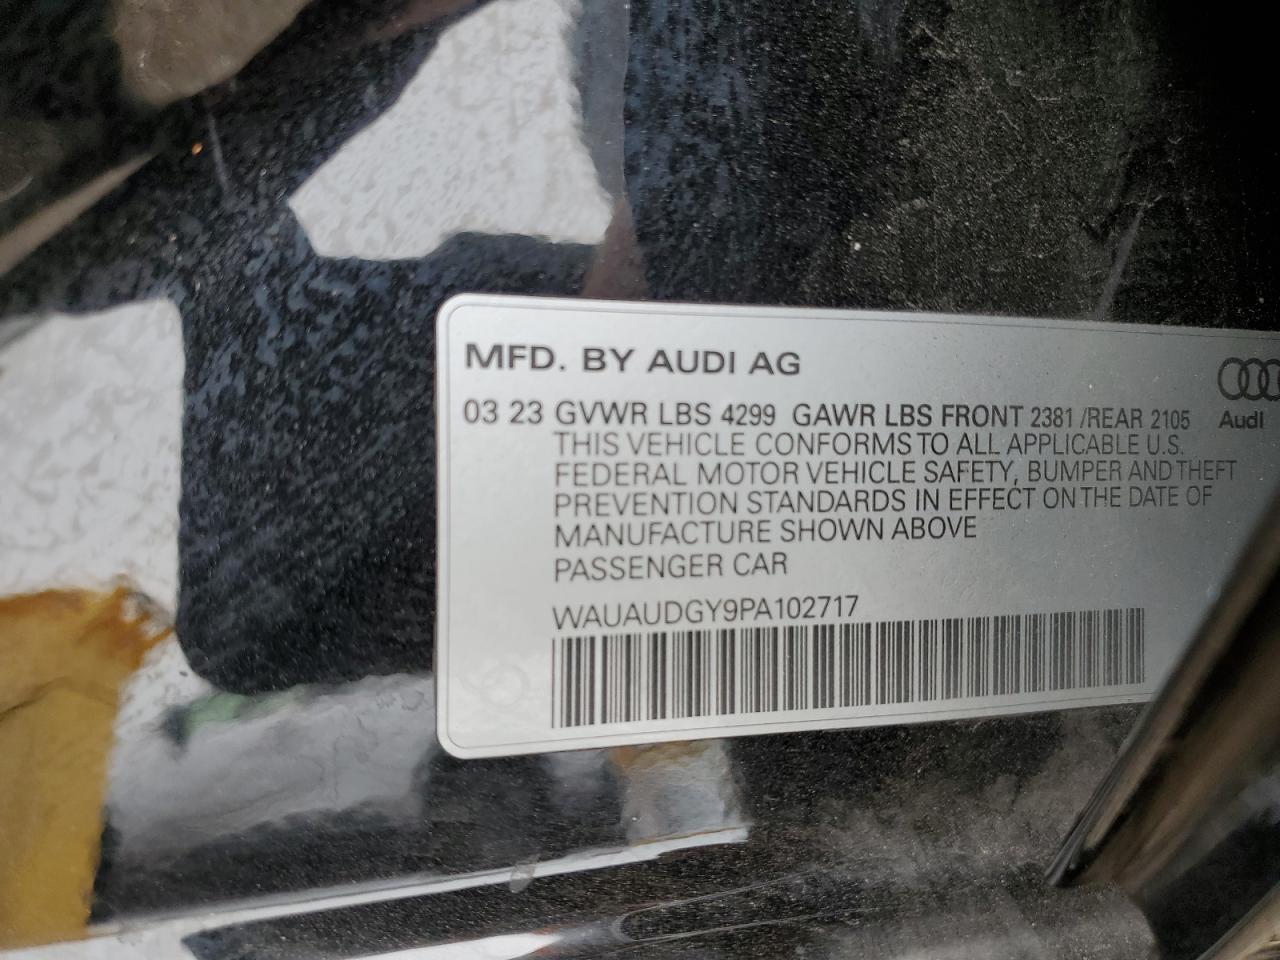 MFD. BY AUDI AG
03 23 GVWR LBS 4299 GAWR LBS FRONT 2381 /REAR 2105
Audi
THIS VEHICLE CONFORMS TO ALL APPLICABLE U.S.
FEDERAL MOTOR VEHICLE SAFETY, BUMPER AND THEFT
PREVENTION STANDARDS IN EFFECT ON THE DATE OF
MANUFACTURE SHOWN ABOVE
PASSENGER CAR
WAUAUDGY9PA102717